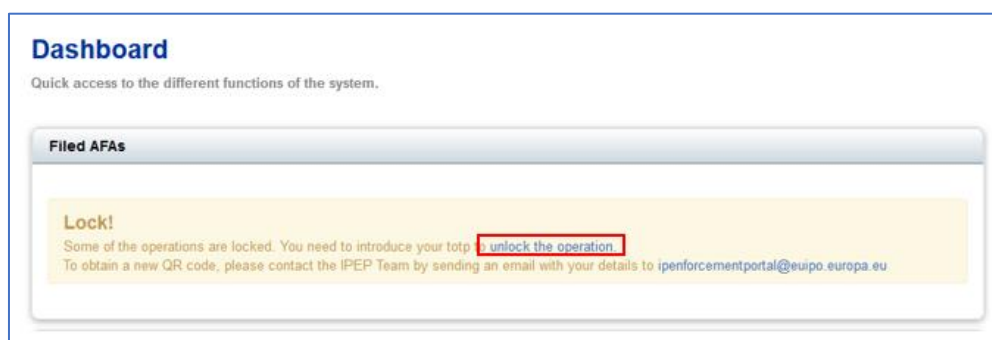 Dashboard
Quick access to the different functions of the system.
Filed AFAs
Lock!
Some of the operations are locked. You need to introduce your totp to unlock the operation.
To obtain a new QR code, please contact the IPEP Team by sending an email with your details to ipenforcementportal@euipo.europa.eu